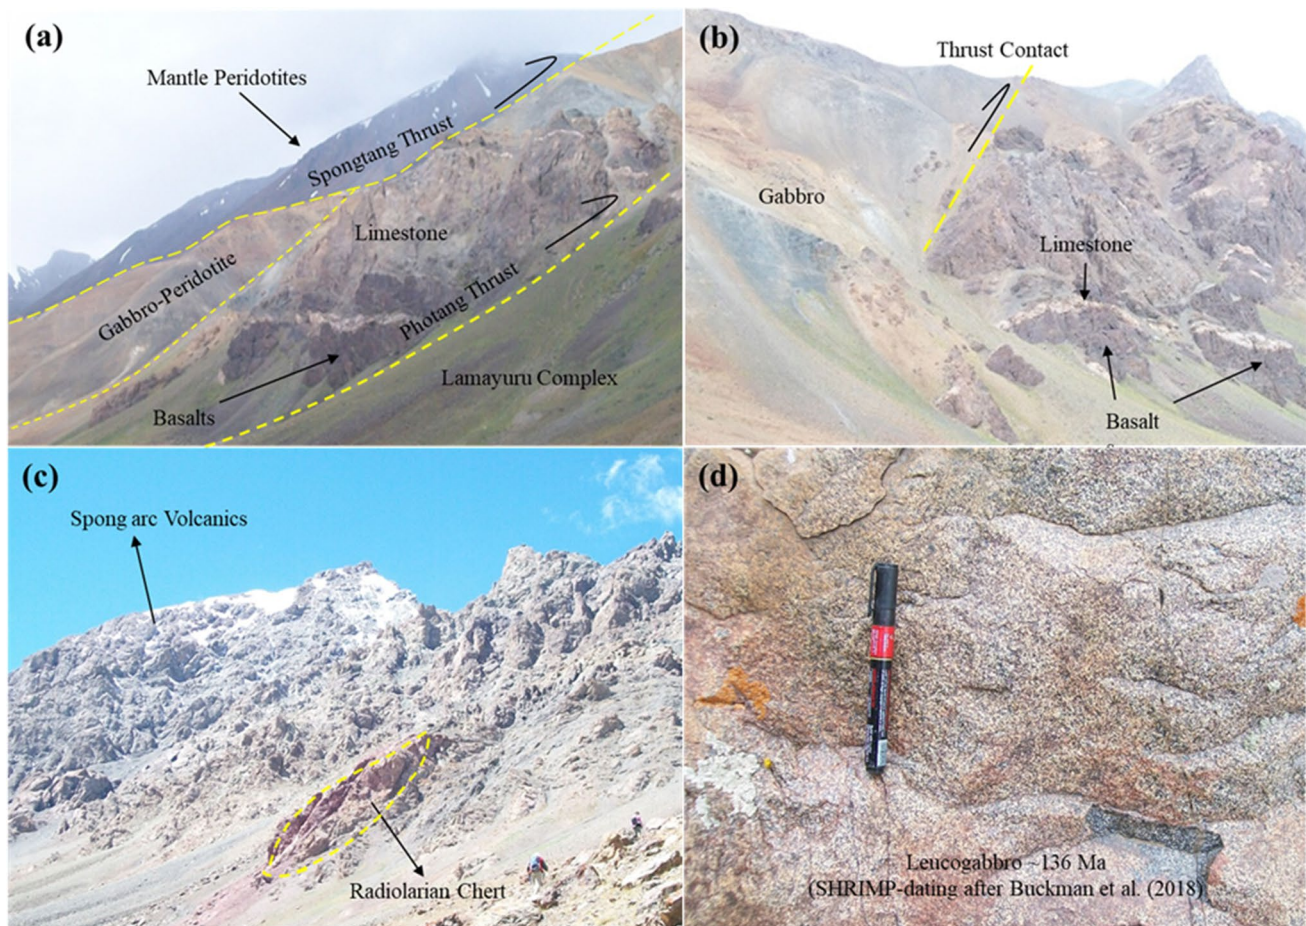 (a)
Mantle Peridotites
Spongtang Thrust
Limestone
Gabbro-Peridotite
Photang Thrust
Lamayuru Complex
Basalts
(b)
Thrust Contact
Gabbro
Limestone
Basalt
(c)
Spong arc Volcanics
Radiolarian Chert
(d)
Leucogabbro ~136 Ma
(SHRIMP-dating after Buckman et al. (2018)